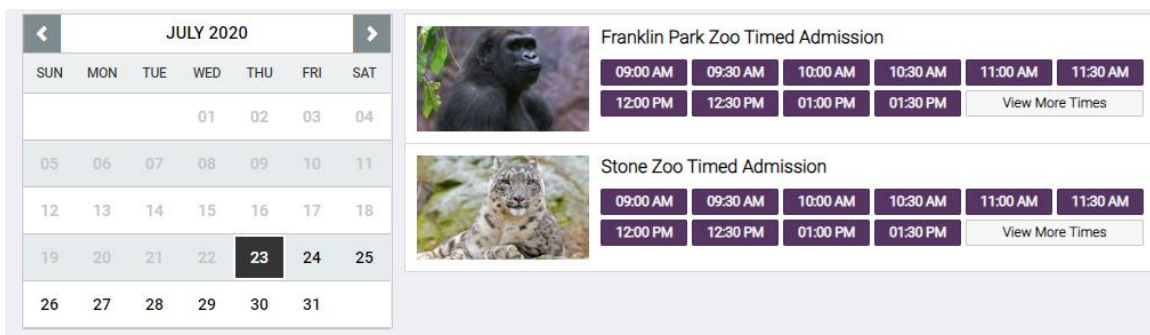 JULY 2020
SUN MON TUE WED THU FRI SAT
01 02 03 04
05 06 07 08 09 10 11
12 13 14 15 16 17 18
19 20 21 22 23 24 25
26 27 28 29 30 31
Franklin Park Zoo Timed Admission
09:00 AM 09:30 AM 10:00 AM 10:30 AM 11:00 AM 11:30 AM
12:00 PM 12:30 PM 01:00 PM 01:30 PM View More Times
Stone Zoo Timed Admission
09:00 AM 09:30 AM 10:00 AM 10:30 AM 11:00 AM 11:30 AM
12:00 PM 12:30 PM 01:00 PM 01:30 PM View More Times